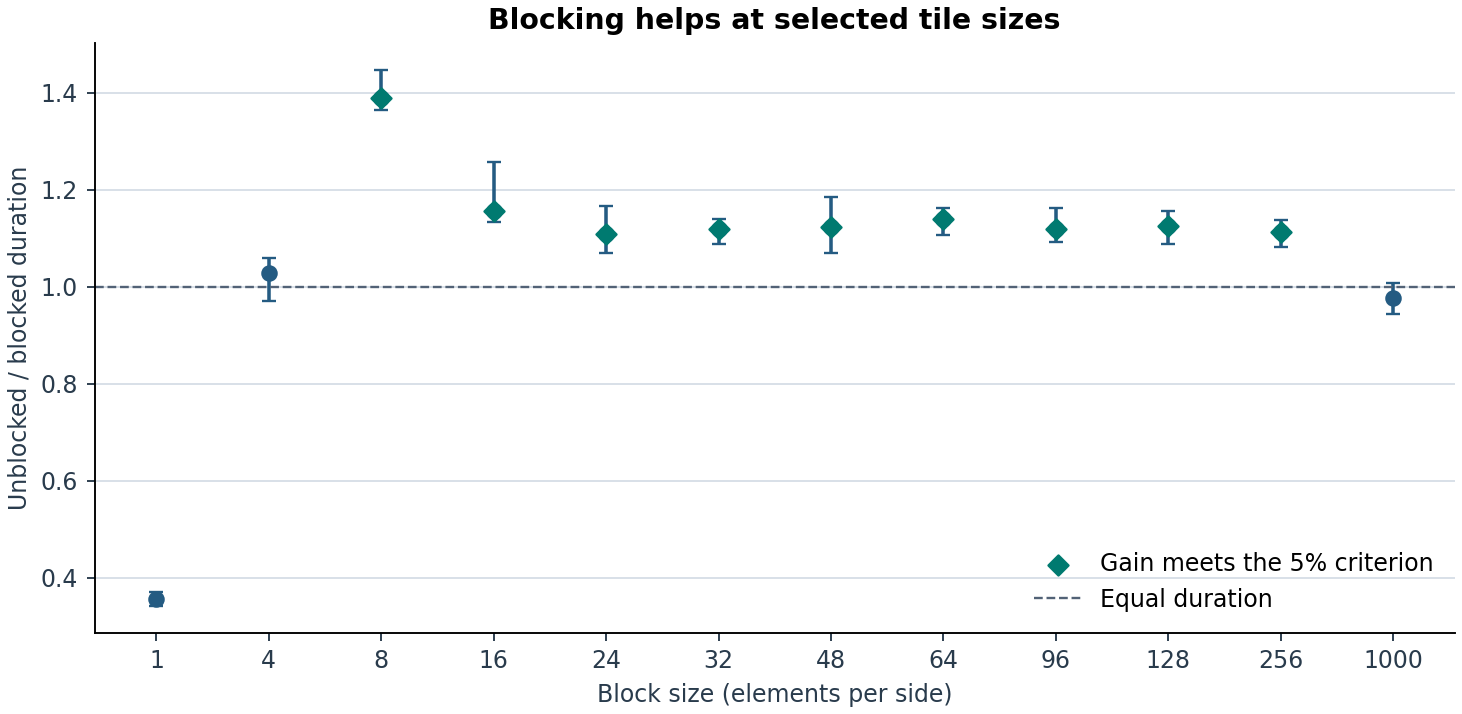 Blocking helps at selected tile sizes
Unblocked / blocked duration
1.4
1.2
1.0
0.8
0.6
0.4
Gain meets the 5% criterion
Equal duration
1 4 8 16 24 32 48 64 96 128 256 1000
Block size (elements per side)